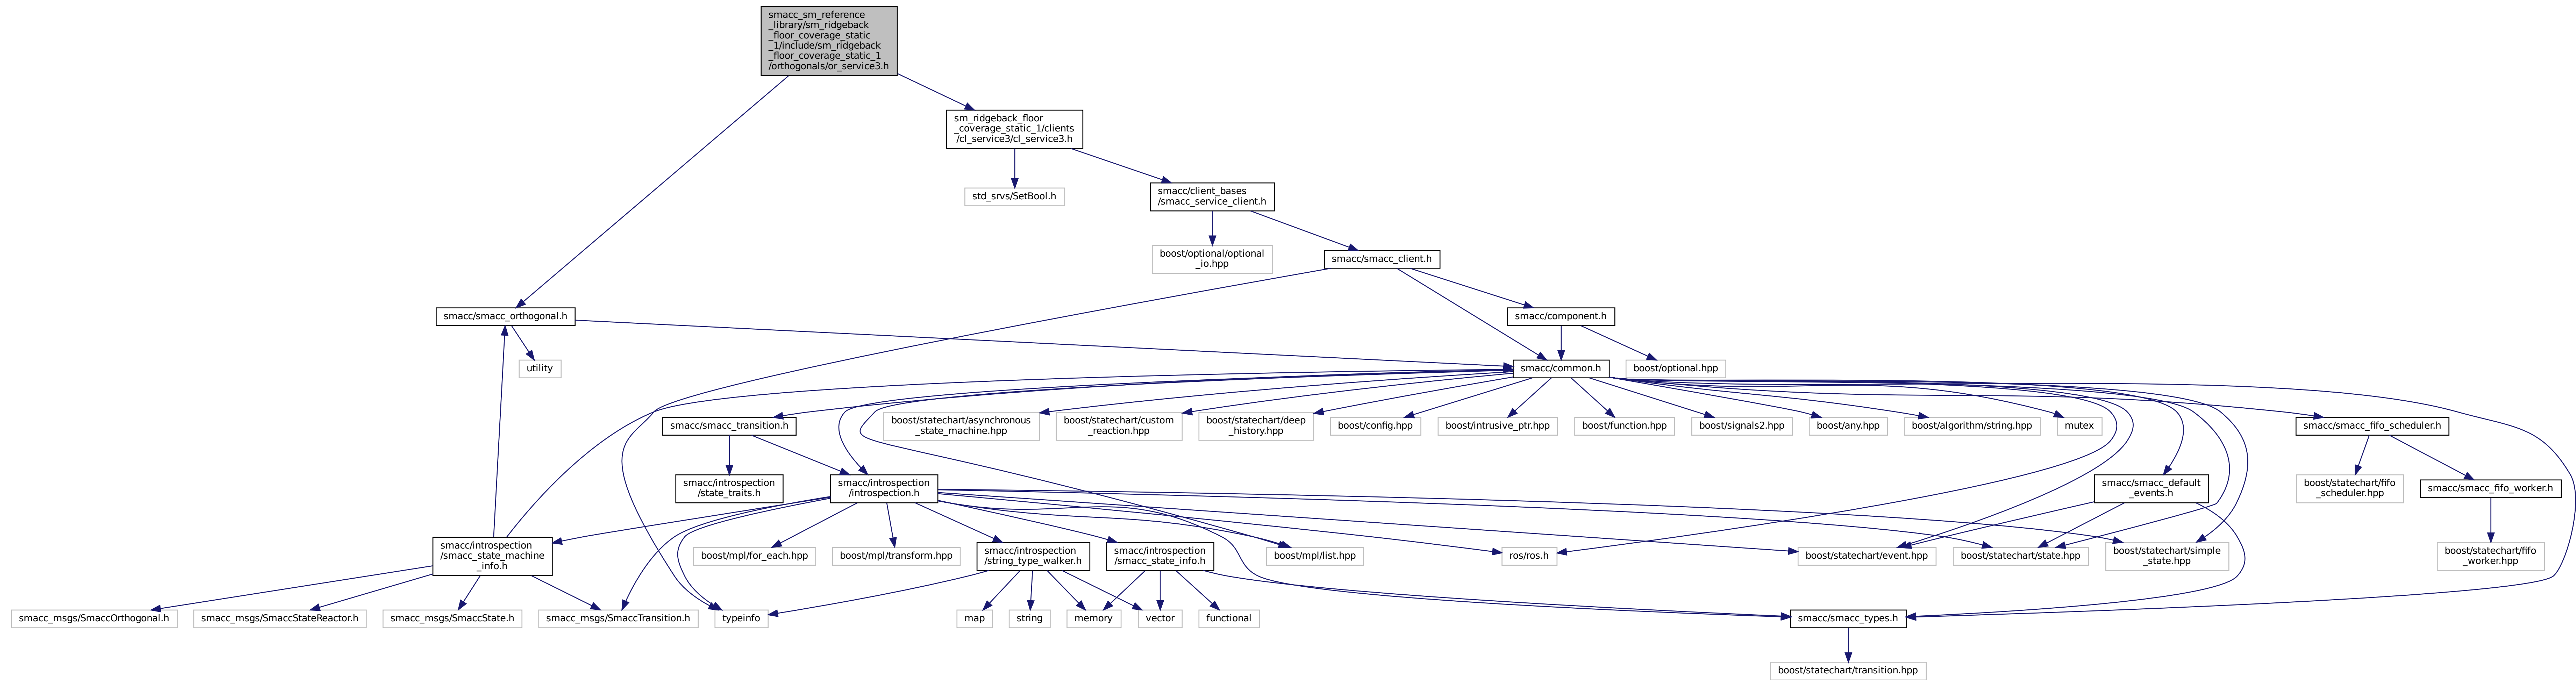 smacc_sm_reference
_library/sm_ridgeback
_floor_coverage_static
_1/include/sm_ridgeback
_floor_coverage_static_1
/orthogonals/or_service3.h
sm_ridgeback_floor
_coverage_static_1/clients
/cl_service3/cl_service3.h
std_srvs/SetBool.h
smacc/client_bases
/smacc_service_client.h
boost/optional/optional
_io.hpp
smacc/smacc_client.h
smacc/smacc_orthogonal.h
smacc/component.h
utility
smacc/common.h
boost/optional.hpp
smacc/smacc_transition.h
boost/statechart/asynchronous
_state_machine.hpp
boost/statechart/custom
_reaction.hpp
boost/statechart/deep
_history.hpp
boost/config.hpp
boost/intrusive_ptr.hpp
boost/function.hpp
boost/signals2.hpp
boost/any.hpp
boost/algorithm/string.hpp
mutex
smacc/smacc_fifo_scheduler.h
smacc/introspection
/state_traits.h
smacc/introspection
/introspection.h
smacc/smacc_default
_events.h
boost/statechart/fifo
_scheduler.hpp
smacc/smacc_fifo_worker.h
smacc/introspection
/smacc_state_machine
_info.h
boost/mpl/for_each.hpp
boost/mpl/transform.hpp
smacc/introspection
/string_type_walker.h
smacc/introspection
/smacc_state_info.h
boost/mpl/list.hpp
ros/ros.h
boost/statechart/event.hpp
boost/statechart/state.hpp
boost/statechart/simple
_state.hpp
boost/statechart/fifo
_worker.hpp
smacc_msgs/SmaccOrthogonal.h
smacc_msgs/SmaccStateReactor.h
smacc_msgs/SmaccState.h
smacc_msgs/SmaccTransition.h
typeinfo
map
string
memory
vector
functional
smacc/smacc_types.h
boost/statechart/transition.hpp